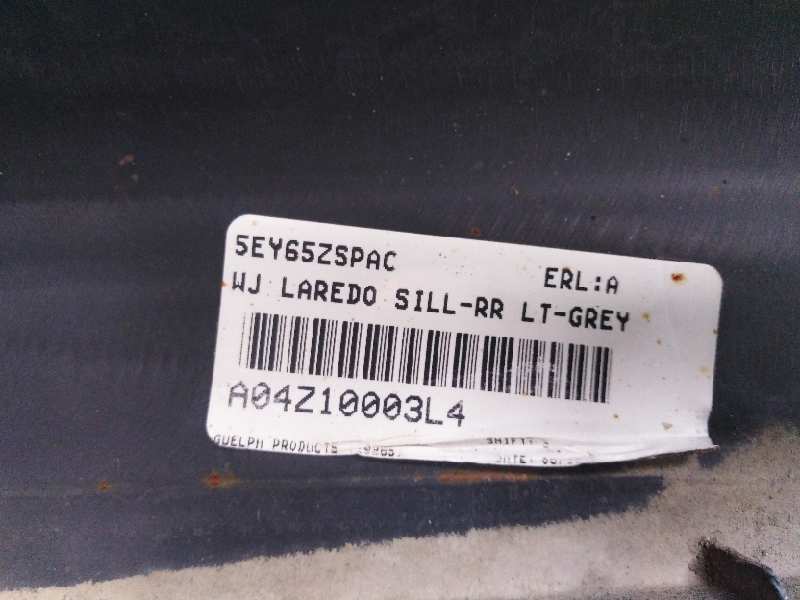 5EY65ZSPAC ERL:A
WJ LAREDO SILL-RR LT-GREY
A04Z10003L4
GUELPH PRODUCTS